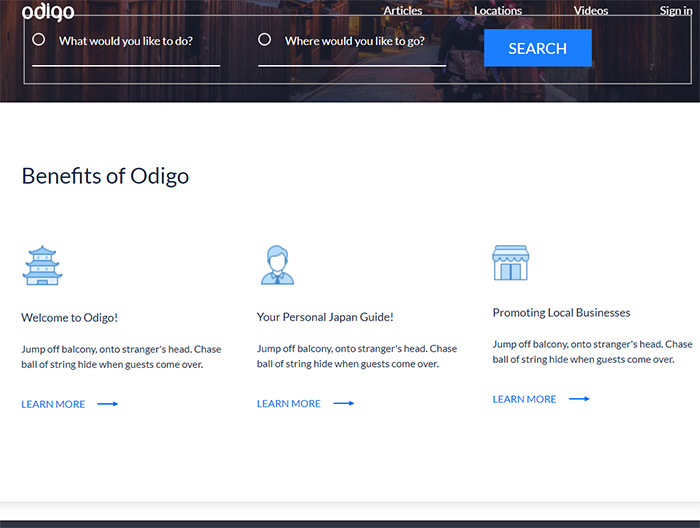 odigo
Articles Locations Videos Sign in
What would you like to do? Where would you like to go? SEARCH
Benefits of Odigo
Welcome to Odigo!
Jump off balcony, onto stranger's head. Chase
ball of string hide when guests come over.
LEARN MORE
Your Personal Japan Guide!
Jump off balcony, onto stranger's head. Chase
ball of string hide when guests come over.
LEARN MORE
Promoting Local Businesses
Jump off balcony, onto stranger's head. Chase
ball of string hide when guests come over.
LEARN MORE